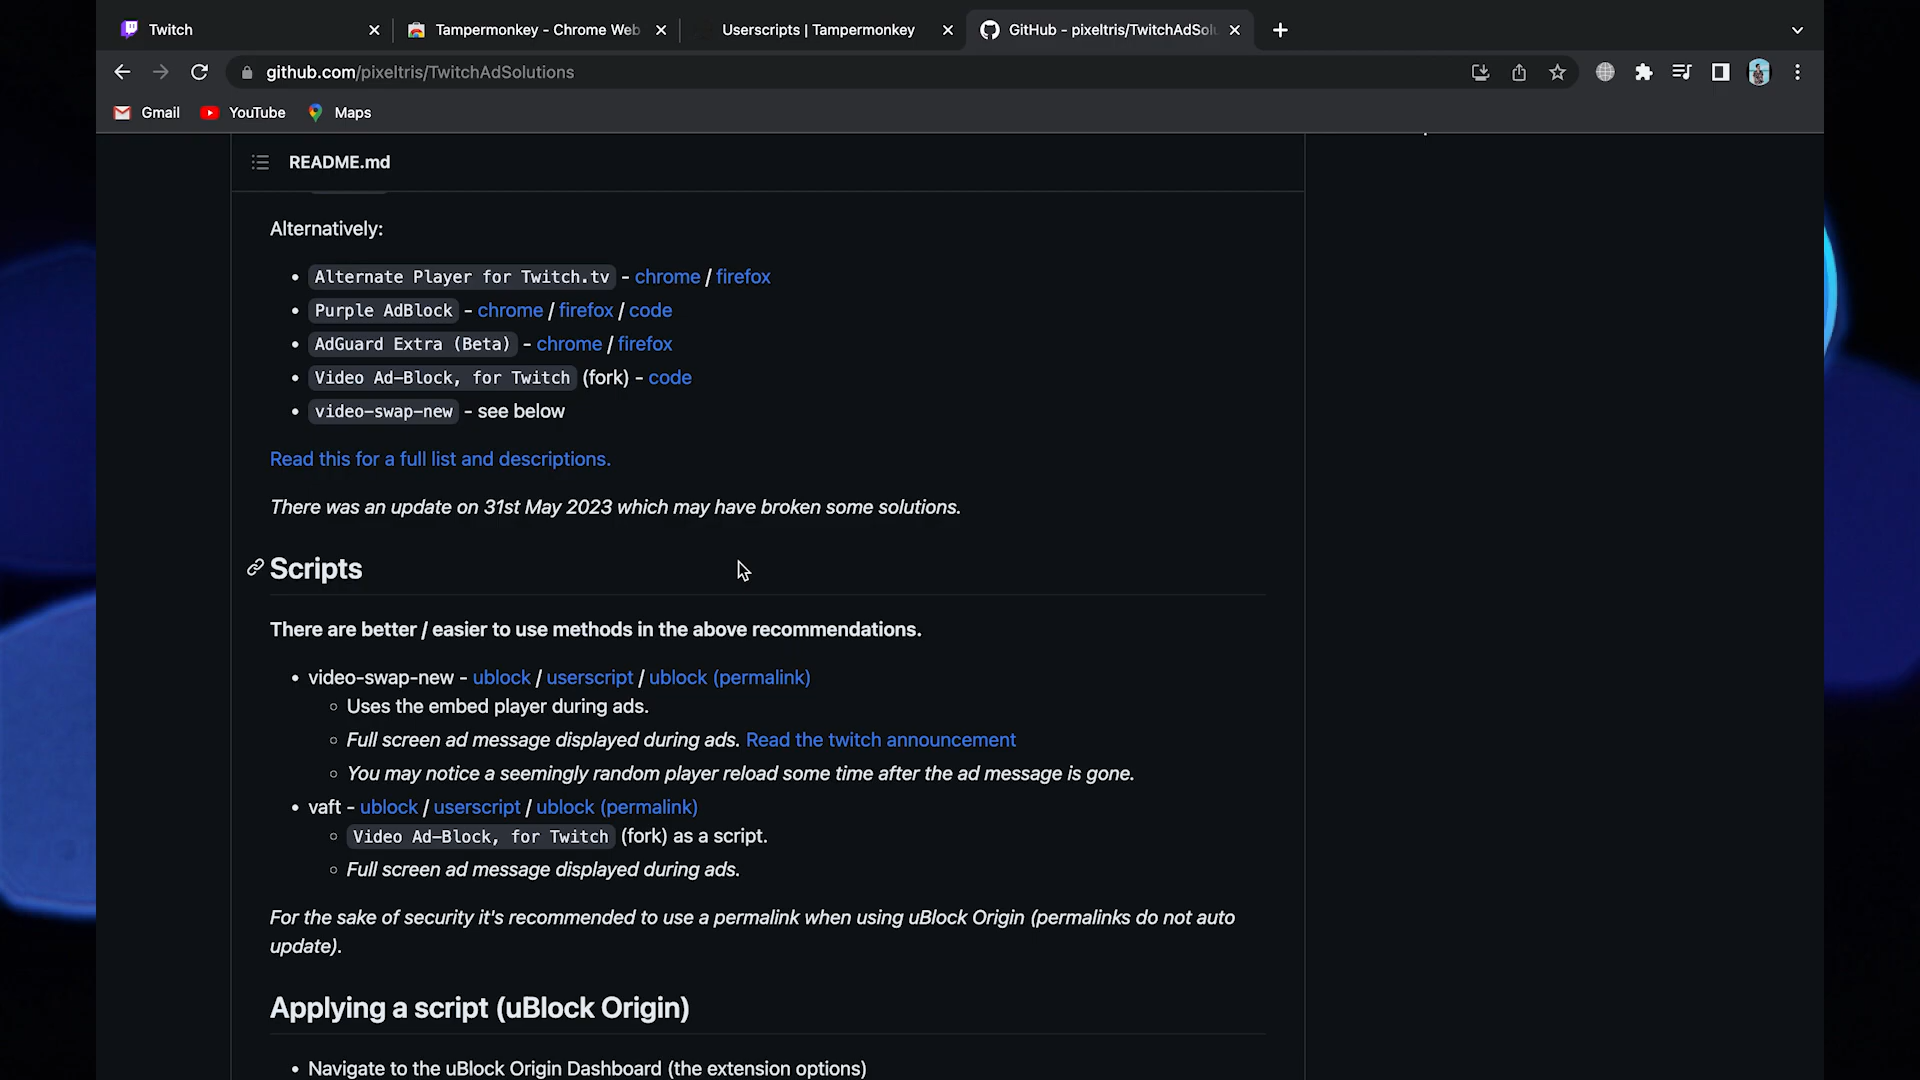 Twitch
Tampermonkey - Chrome Web
Userscripts | Tampermonkey
GitHub - pixeltris/TwitchAdSolu
github.com/pixeltris/TwitchAdSolutions
Gmail
YouTube
Maps
README.md
Alternatively:
• Alternate Player for Twitch.tv - chrome / firefox
• Purple AdBlock - chrome / firefox / code
• AdGuard Extra (Beta) - chrome / firefox
• Video Ad-Block, for Twitch (fork) - code
• video-swap-new - see below
Read this for a full list and descriptions.
There was an update on 31st May 2023 which may have broken some solutions.
Scripts
There are better / easier to use methods in the above recommendations.
• video-swap-new - ublock / userscript / ublock (permalink)
◦ Uses the embed player during ads.
◦ Full screen ad message displayed during ads. Read the twitch announcement
◦ You may notice a seemingly random player reload some time after the ad message is gone.
• vaft - ublock / userscript / ublock (permalink)
◦ Video Ad-Block, for Twitch (fork) as a script.
◦ Full screen ad message displayed during ads.
For the sake of security it's recommended to use a permalink when using uBlock Origin (permalinks do not auto
update).
Applying a script (uBlock Origin)
• Navigate to the uBlock Origin Dashboard (the extension options)